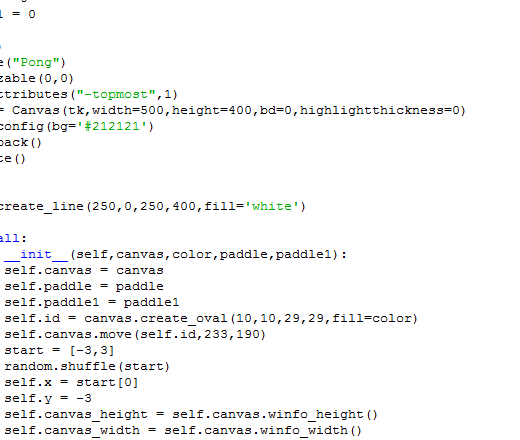 1 = 0
)
e("Pong")
zable(0,0)
ttributes("-topmost",1)
= Canvas(tk,width=500,height=400,bd=0,highlightthickness=0)
config(bg='#212121')
pack()
te()
create_line(250,0,250,400,fill='white')
all:
__init__(self,canvas,color,paddle,paddle1):
self.canvas = canvas
self.paddle = paddle
self.paddle1 = paddle1
self.id = canvas.create_oval(10,10,29,29,fill=color)
self.canvas.move(self.id,233,190)
start = [-3,3]
random.shuffle(start)
self.x = start[0]
self.y = -3
self.canvas_height = self.canvas.winfo_height()
self.canvas_width = self.canvas.winfo_width()